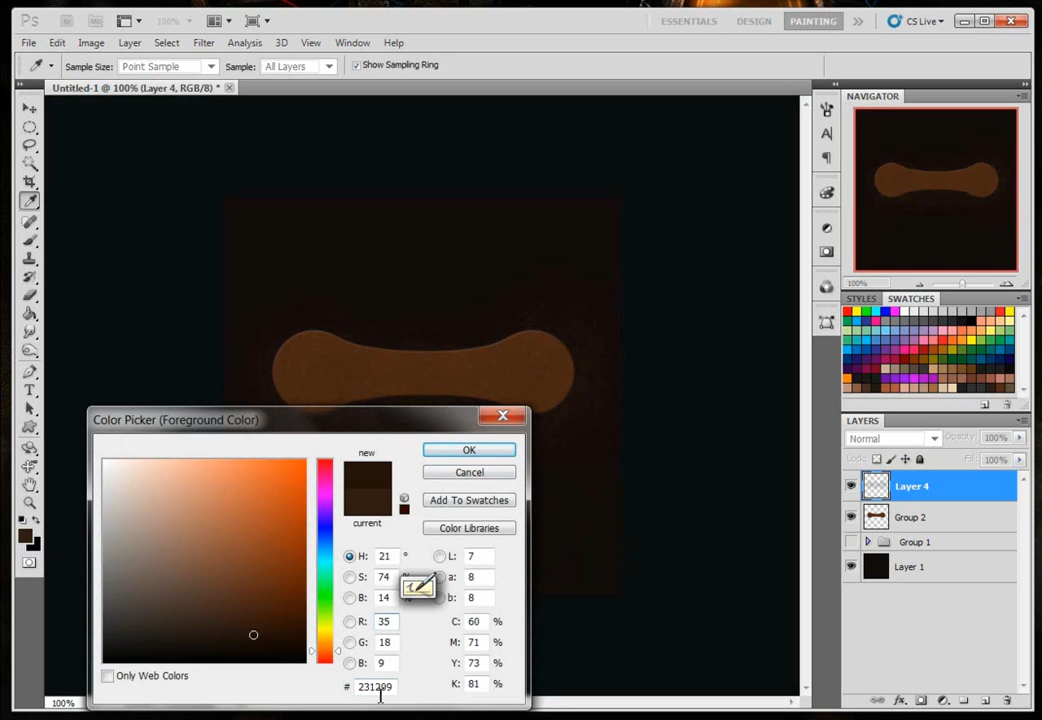 Ps 100% ESSENTIALS DESIGN PAINTING CS Live
File Edit Image Layer Select Filter Analysis 3D View Window Help
Sample Size: Point Sample Sample: All Layers Show Sampling Ring
Untitled-1 @ 100% (Layer 4, RGB/8) *
NAVIGATOR
100%
STYLES SWATCHES
LAYERS
Normal Opacity: 100%
Lock: Fill: 100%
Layer 4
Group 2
Group 1
Layer 1
Color Picker (Foreground Color)
new
current
OK
Cancel
Add To Swatches
Color Libraries
H: 21 ° L: 7
S: 74 % a: 8
B: 14 % b: 8
R: 35 C: 60 %
G: 18 M: 71 %
B: 9 Y: 73 %
# 231209 K: 81 %
Only Web Colors
100%